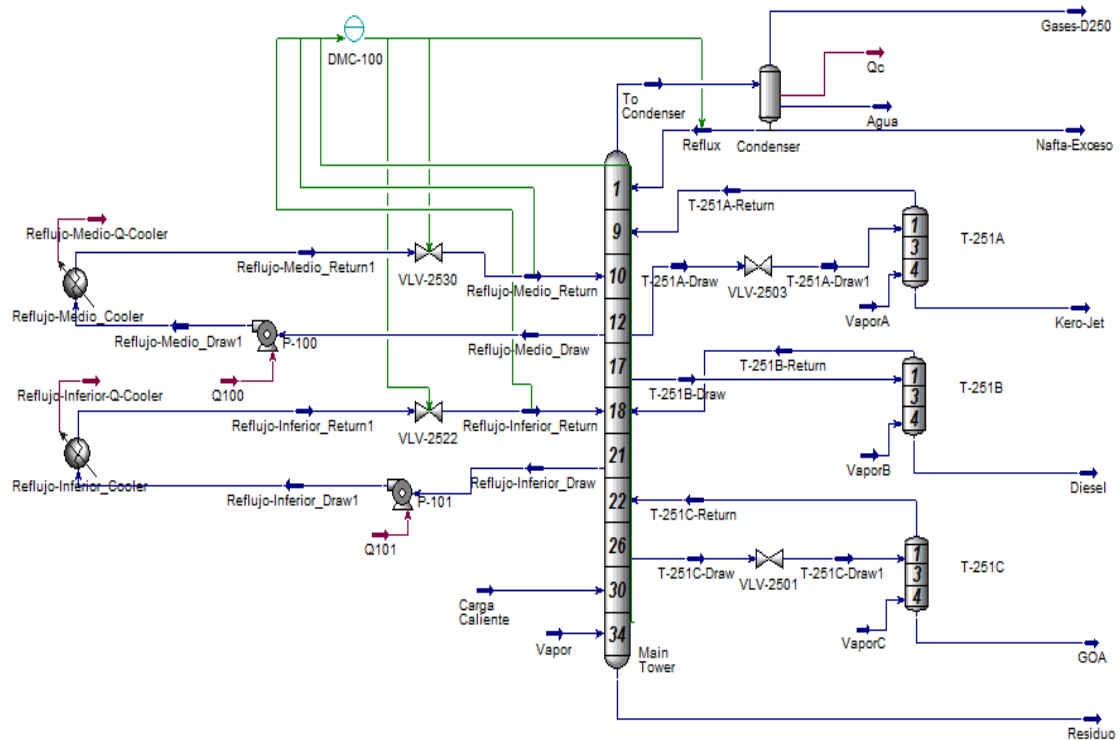 Gases-D250
DMC-100
Qc
To
Condenser
Agua
Reflux
Condenser
Nafta-Exceso
1
T-251A-Return
Reflujo-Medio-Q-Cooler
9
1
T-251A
Reflujo-Medio_Return1
3
VLV-2530
10
T-251A-Draw
T-251A-Draw1
4
Reflujo-Medio_Return
VLV-2503
Reflujo-Medio_Cooler
VaporA
12
Kero-Jet
Reflujo-Medio_Draw1
P-100
Reflujo-Medio_Draw
17
T-251B-Return
Reflujo-Inferior-Q-Cooler
Q100
T-251B-Draw
1
T-251B
3
Reflujo-Inferior_Return1
VLV-2522
Reflujo-Inferior_Return
18
4
21
VaporB
Reflujo-Inferior_Cooler
Reflujo-Inferior_Draw1
P-101
Reflujo-Inferior_Draw
Diesel
22
T-251C-Return
Q101
26
1
T-251C-Draw
T-251C-Draw1
T-251C
3
VLV-2501
30
4
Carga
Caliente
VaporC
34
Vapor
Main
Tower
GOA
Residuo